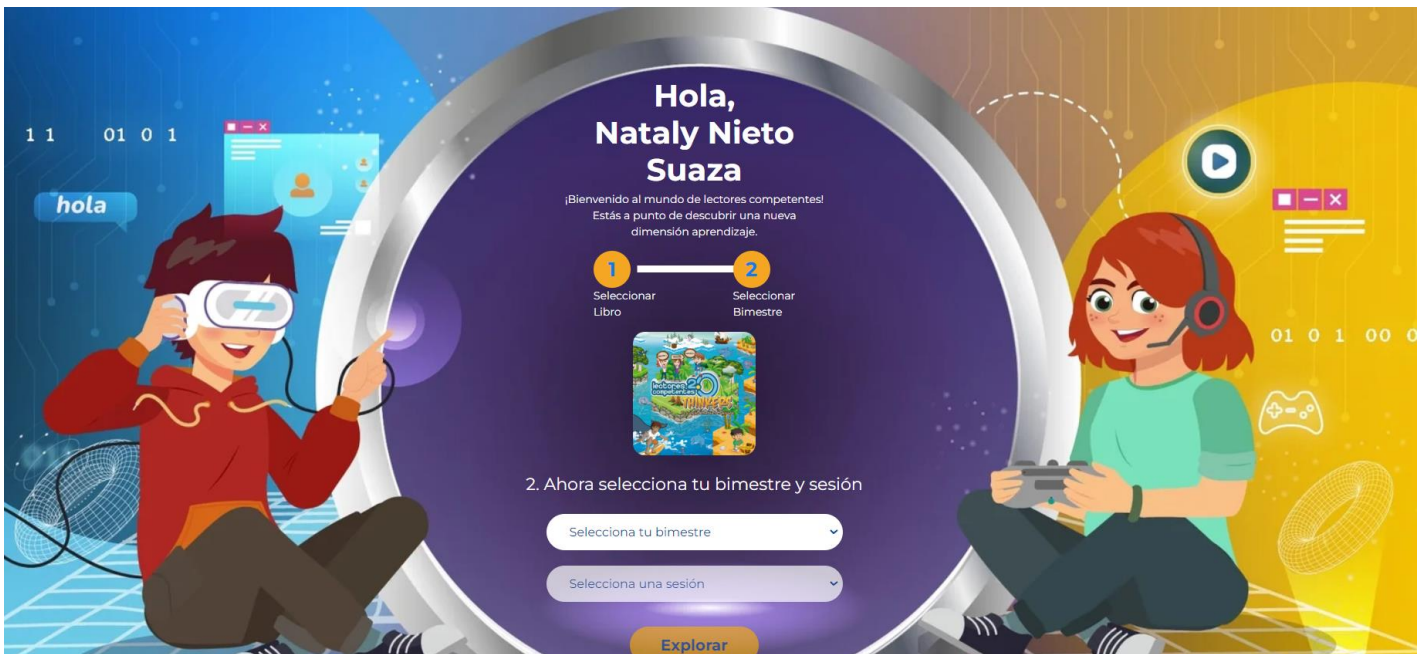 Hola,
Nataly Nieto
Suaza
¡Bienvenido al mundo de lectores competentes!
Estás a punto de descubrir una nueva
dimensión aprendizaje.
1
2
Seleccionar
Libro
Seleccionar
Bimestre
lectores 2.0
competentes
THINKERS
2. Ahora selecciona tu bimestre y sesión
Selecciona tu bimestre
Selecciona una sesión
Explorar
1 1 01 0 1
hola
01 0 1 00 0